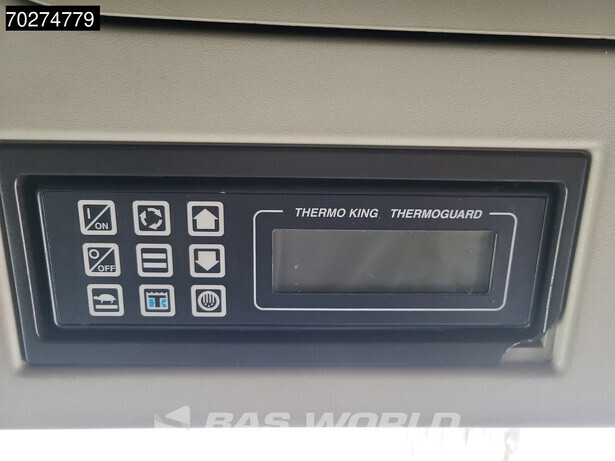 70274779
THERMO KING THERMOGUARD
I/ON
O/OFF
BAS WORLD